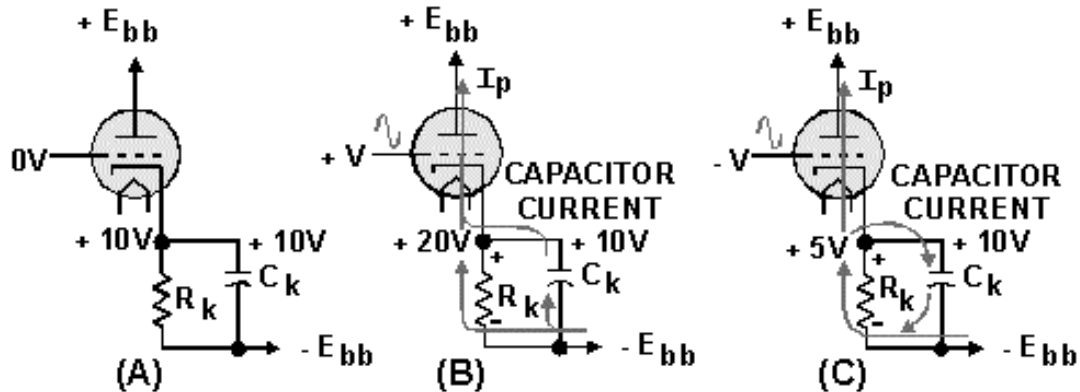 + Ebb
0V
+ 10V
+ 10V
Ck
Rk
- Ebb
(A)
+ Ebb
Ip
+ V
CAPACITOR
CURRENT
+ 20V
+
+ 10V
Ck
Rk
-
- Ebb
(B)
+ Ebb
Ip
- V
CAPACITOR
CURRENT
+ 5V
+
+ 10V
Ck
Rk
-
- Ebb
(C)